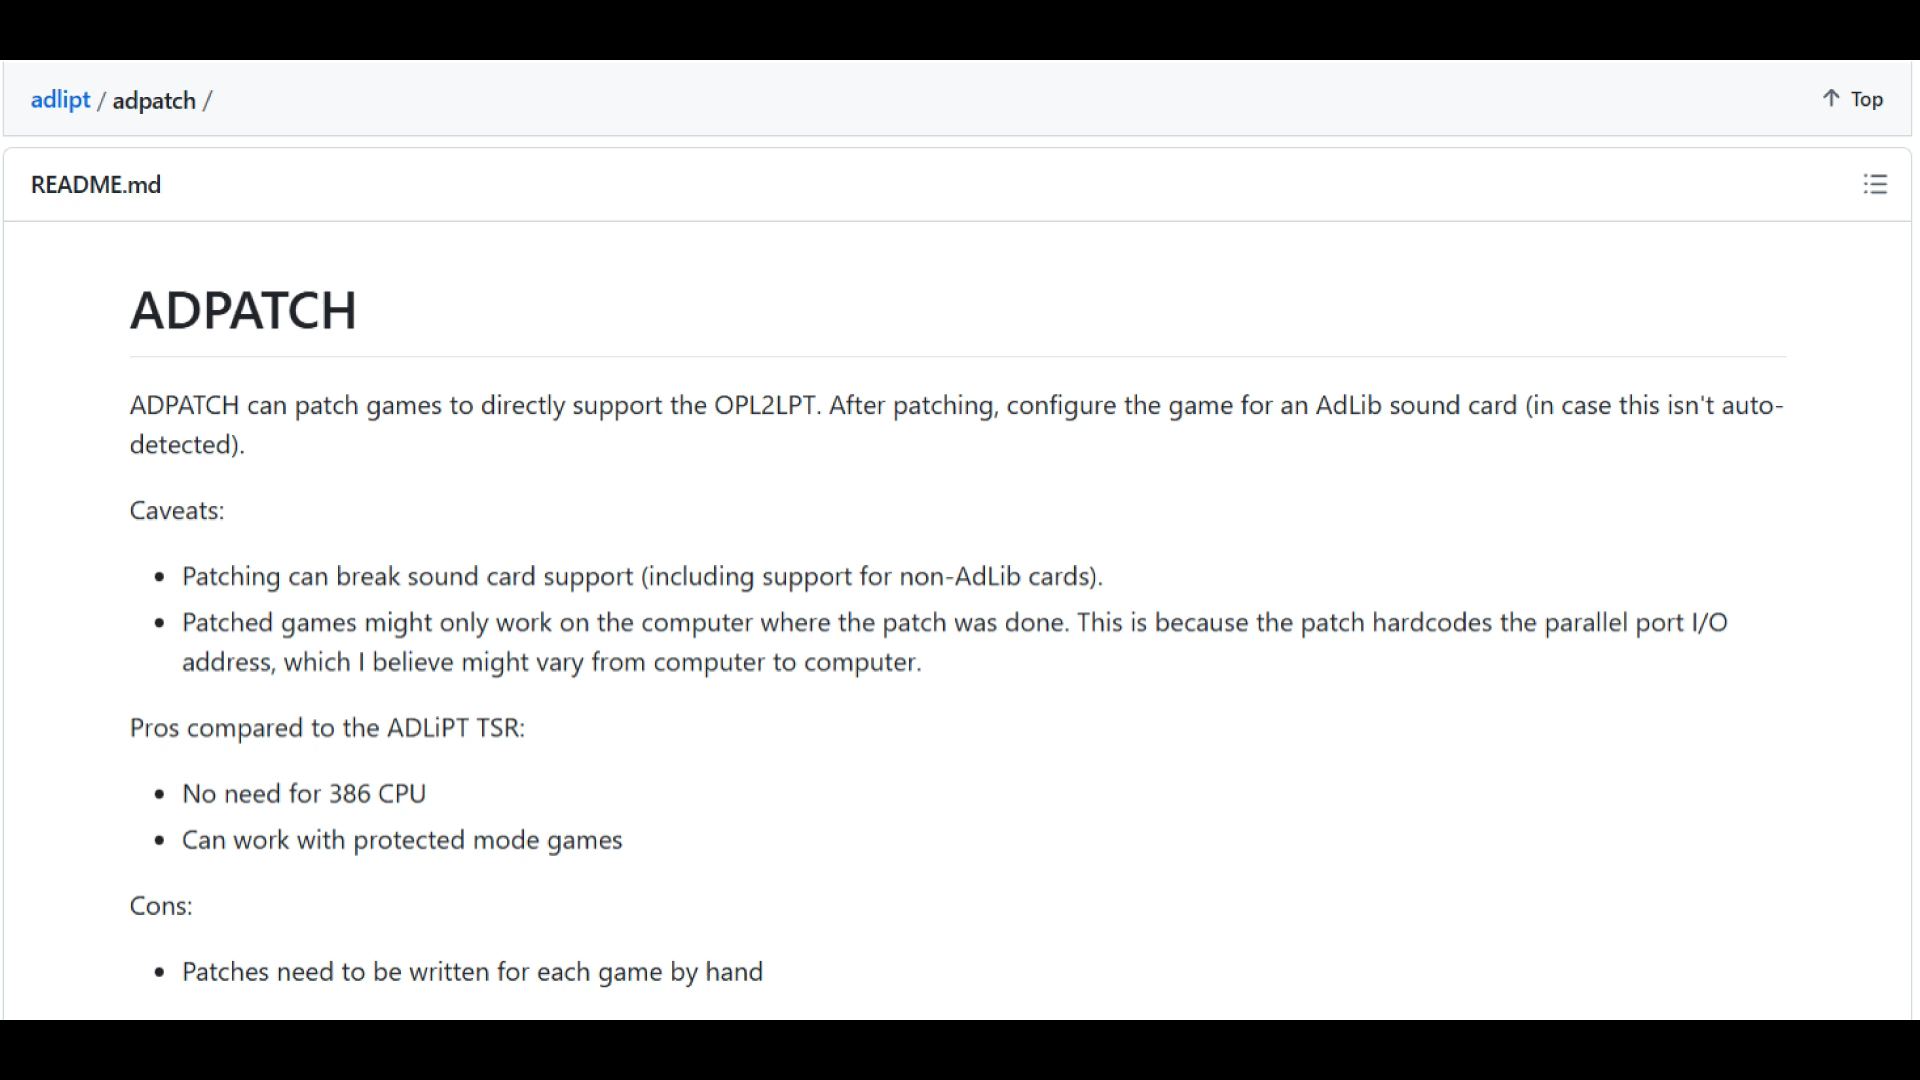 adlipt / adpatch /
Top
README.md
ADPATCH
ADPATCH can patch games to directly support the OPL2LPT. After patching, configure the game for an AdLib sound card (in case this isn't auto-
detected).
Caveats:
Patching can break sound card support (including support for non-AdLib cards).
Patched games might only work on the computer where the patch was done. This is because the patch hardcodes the parallel port I/O
address, which I believe might vary from computer to computer.
Pros compared to the ADLiPT TSR:
No need for 386 CPU
Can work with protected mode games
Cons:
Patches need to be written for each game by hand